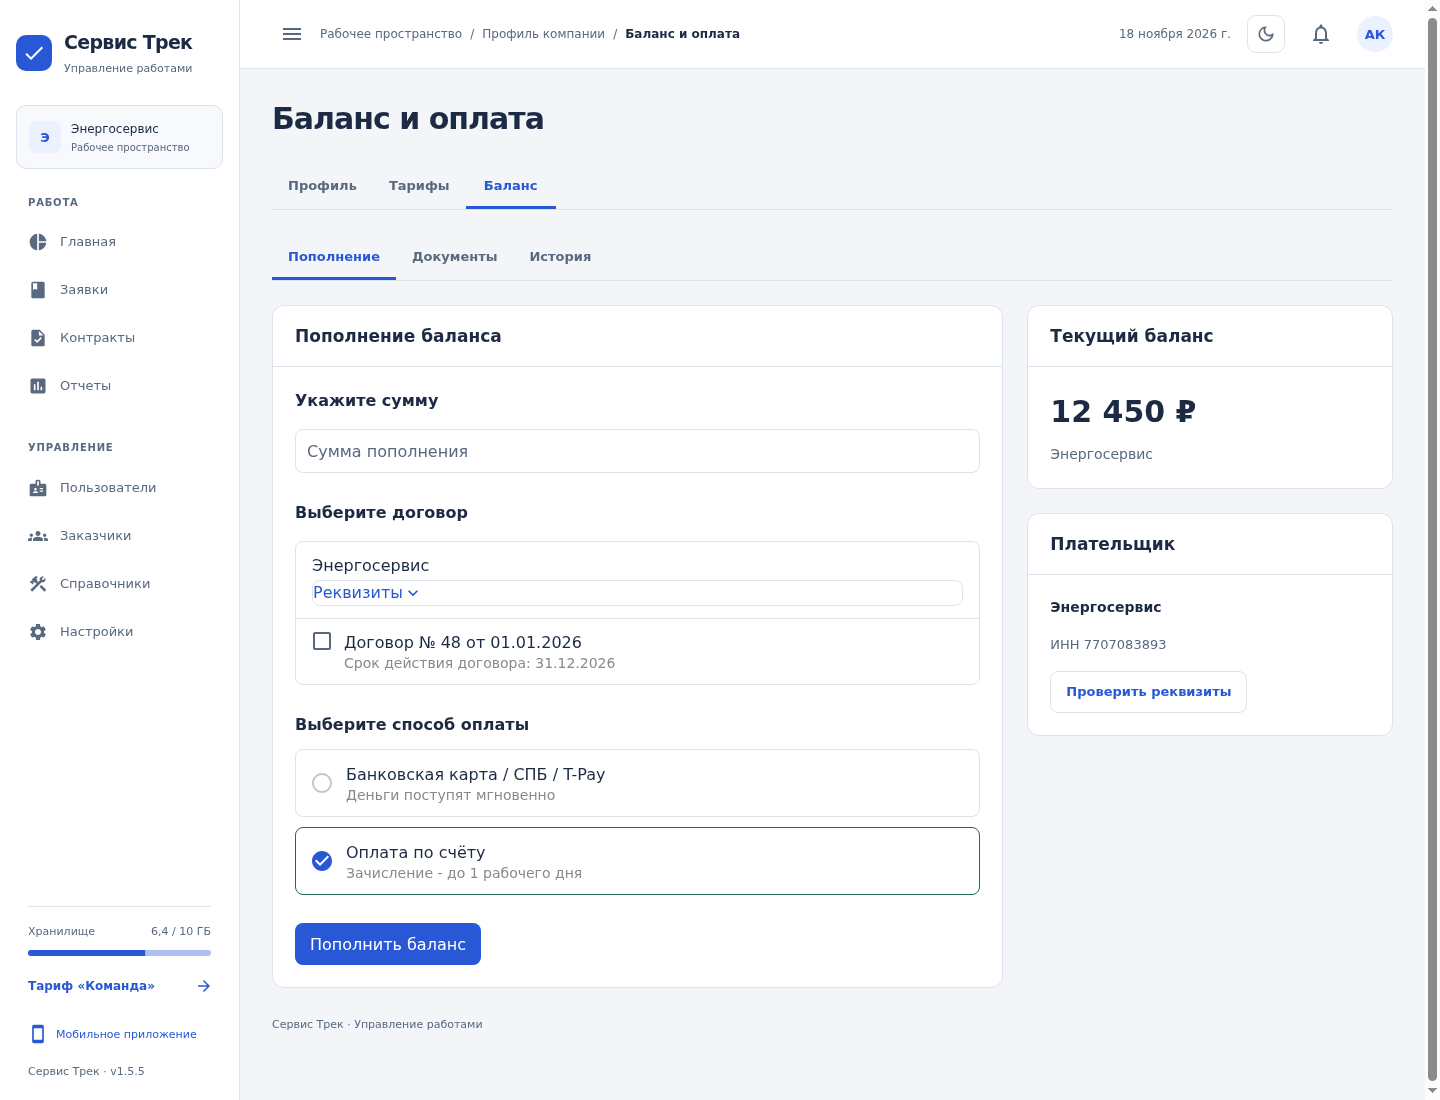 Сервис Трек
Управление работами
Э
Энергосервис
Рабочее пространство
РАБОТА
Главная
Заявки
Контракты
Отчеты
УПРАВЛЕНИЕ
Пользователи
Заказчики
Справочники
Настройки
Хранилище 6,4 / 10 ГБ
Тариф «Команда»
Мобильное приложение
Сервис Трек · v1.5.5
Рабочее пространство / Профиль компании / Баланс и оплата
18 ноября 2026 г.
АК
Баланс и оплата
Профиль Тарифы Баланс
Пополнение Документы История
Пополнение баланса
Укажите сумму
Сумма пополнения
Выберите договор
Энергосервис
Реквизиты
Договор № 48 от 01.01.2026
Срок действия договора: 31.12.2026
Выберите способ оплаты
Банковская карта / СПБ / T-Pay
Деньги поступят мгновенно
Оплата по счёту
Зачисление - до 1 рабочего дня
Пополнить баланс
Текущий баланс
12 450 ₽
Энергосервис
Плательщик
Энергосервис
ИНН 7707083893
Проверить реквизиты
Сервис Трек · Управление работами